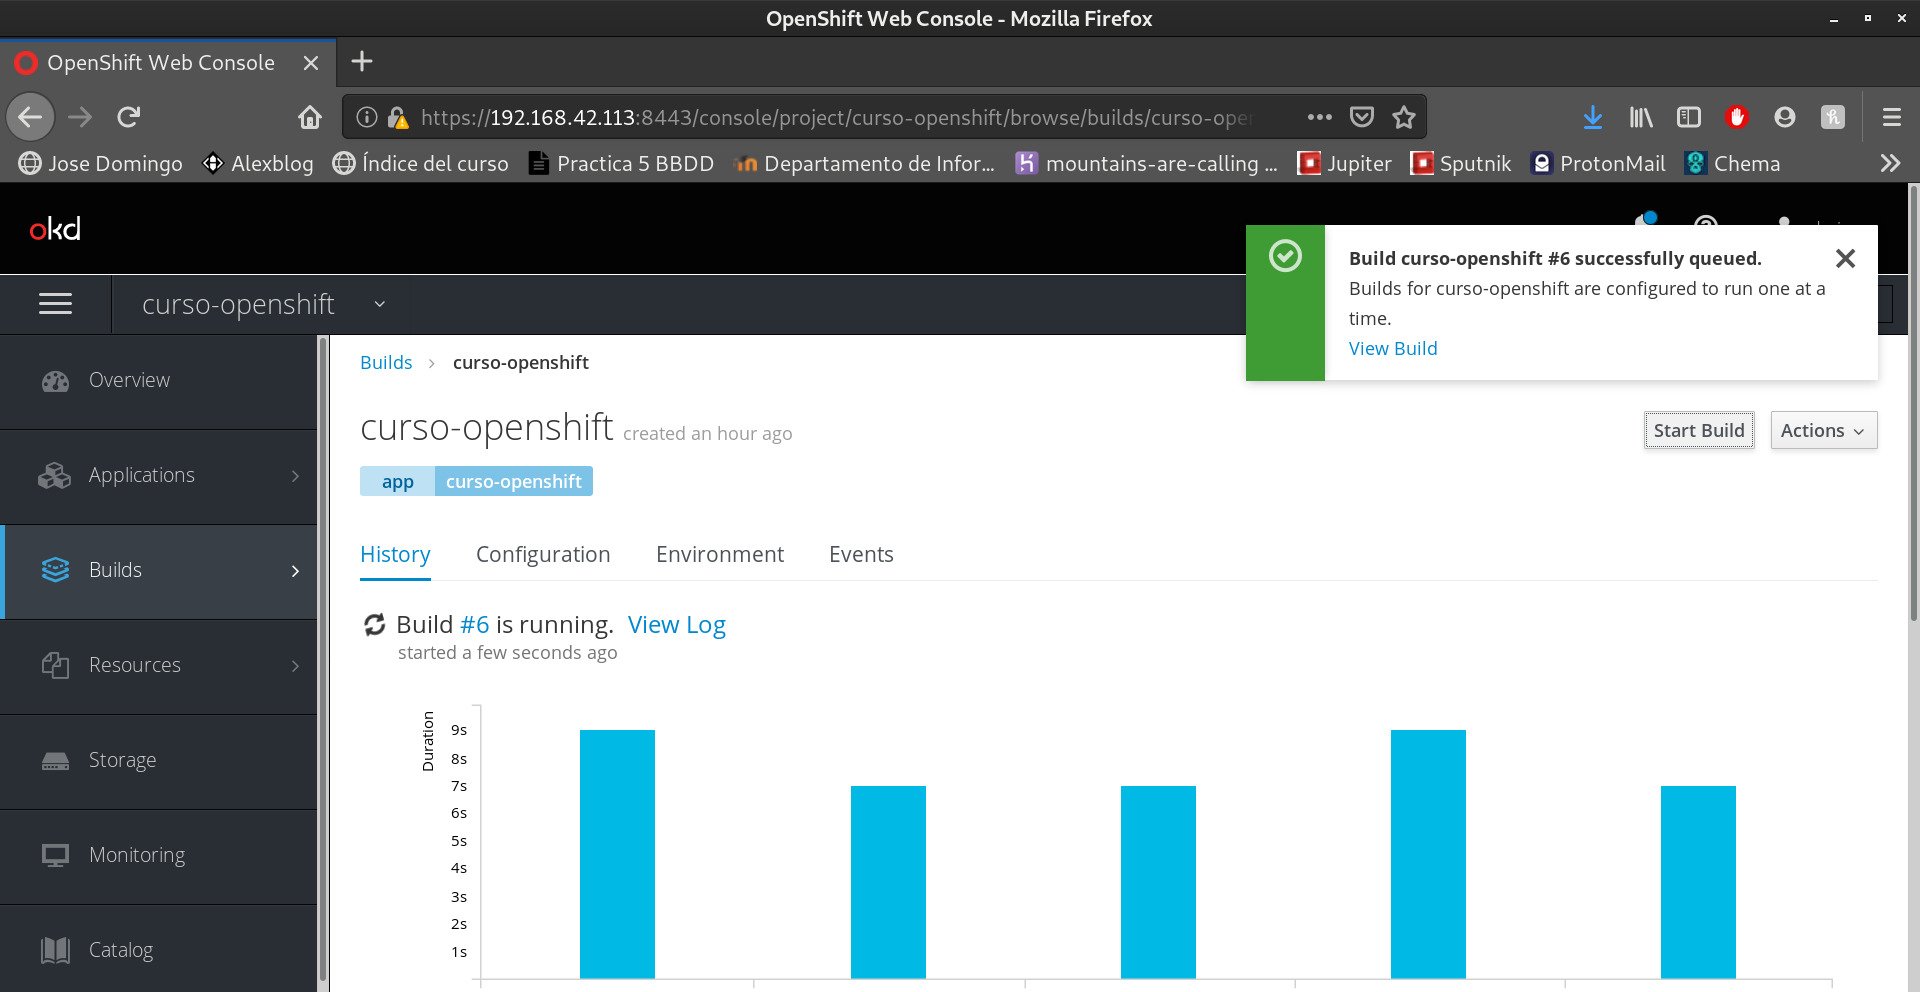 OpenShift Web Console - Mozilla Firefox
OpenShift Web Console
https://192.168.42.113:8443/console/project/curso-openshift/browse/builds/curso-ope
Jose Domingo Alexblog Índice del curso Practica 5 BBDD Departamento de Infor... mountains-are-calling ... Jupiter Sputnik ProtonMail Chema
okd
Build curso-openshift #6 successfully queued.
Builds for curso-openshift are configured to run one at a
time.
View Build
curso-openshift
Overview
Applications
Builds
Resources
Storage
Monitoring
Catalog
Builds > curso-openshift
curso-openshift created an hour ago
Start Build
Actions
app curso-openshift
History Configuration Environment Events
Build #6 is running. View Log
started a few seconds ago
Duration
9s
8s
7s
6s
5s
4s
3s
2s
1s